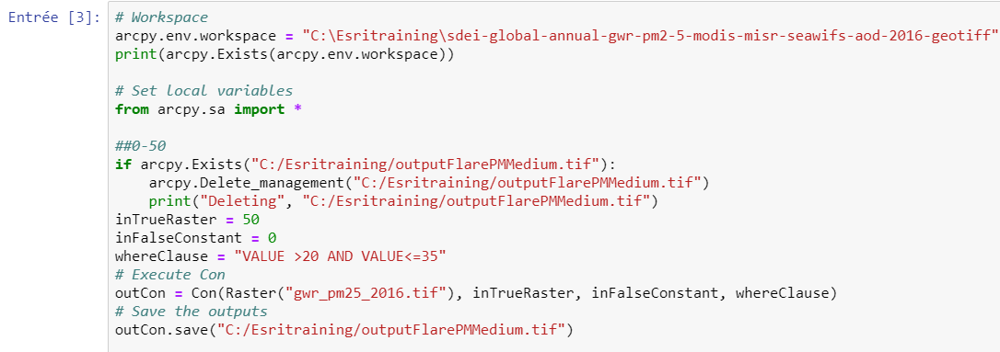 Entrée [3]: # Workspace
arcpy.env.workspace = "C:\Esritraining\sdei-global-annual-gwr-pm2-5-modis-misr-seawifs-aod-2016-geotiff"
print(arcpy.Exists(arcpy.env.workspace))

# Set local variables
from arcpy.sa import *

##0-50
if arcpy.Exists("C:/Esritraining/outputFlarePMMedium.tif"):
    arcpy.Delete_management("C:/Esritraining/outputFlarePMMedium.tif")
    print("Deleting", "C:/Esritraining/outputFlarePMMedium.tif")
inTrueRaster = 50
inFalseConstant = 0
whereClause = "VALUE >20 AND VALUE<=35"
# Execute Con
outCon = Con(Raster("gwr_pm25_2016.tif"), inTrueRaster, inFalseConstant, whereClause)
# Save the outputs
outCon.save("C:/Esritraining/outputFlarePMMedium.tif")